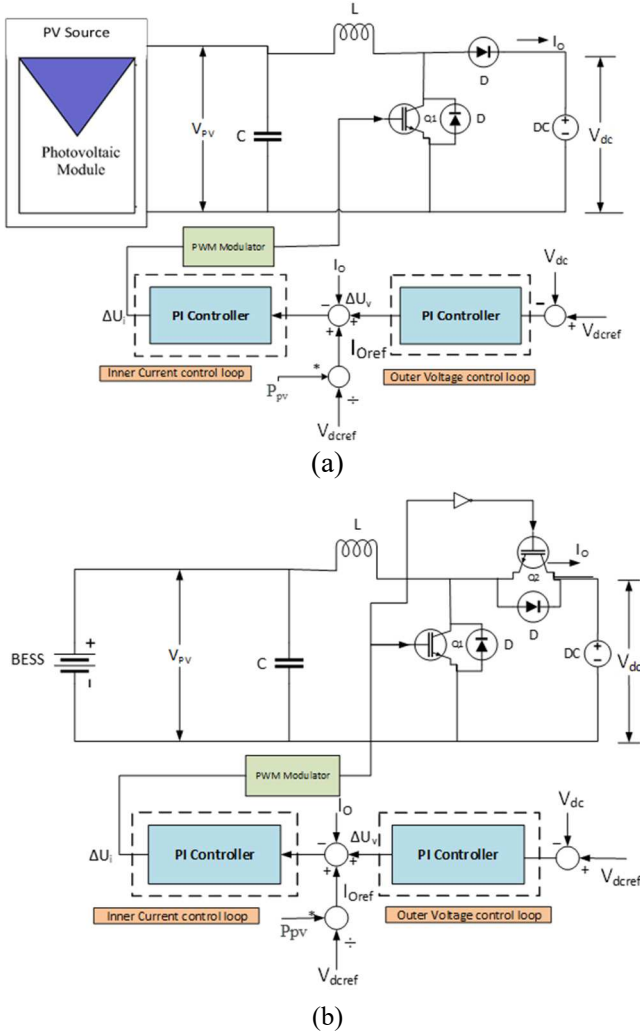 PV Source
Photovoltaic
Module
V_PV
C
L
Q1
D
D
I_O
DC
V_dc
PWM Modulator
I_O
V_dc
ΔU_i
PI Controller
ΔU_v
PI Controller
V_dcref
I_Oref
Inner Current control loop
Outer Voltage control loop
P_pv
*
÷
V_dcref
(a)
L
I_O
Q2
D
BESS
V_PV
C
Q1
D
DC
V_dc
PWM Modulator
I_O
V_dc
ΔU_i
PI Controller
ΔU_v
PI Controller
V_dcref
I_Oref
Inner Current control loop
Outer Voltage control loop
Ppv
*
÷
V_dcref
(b)